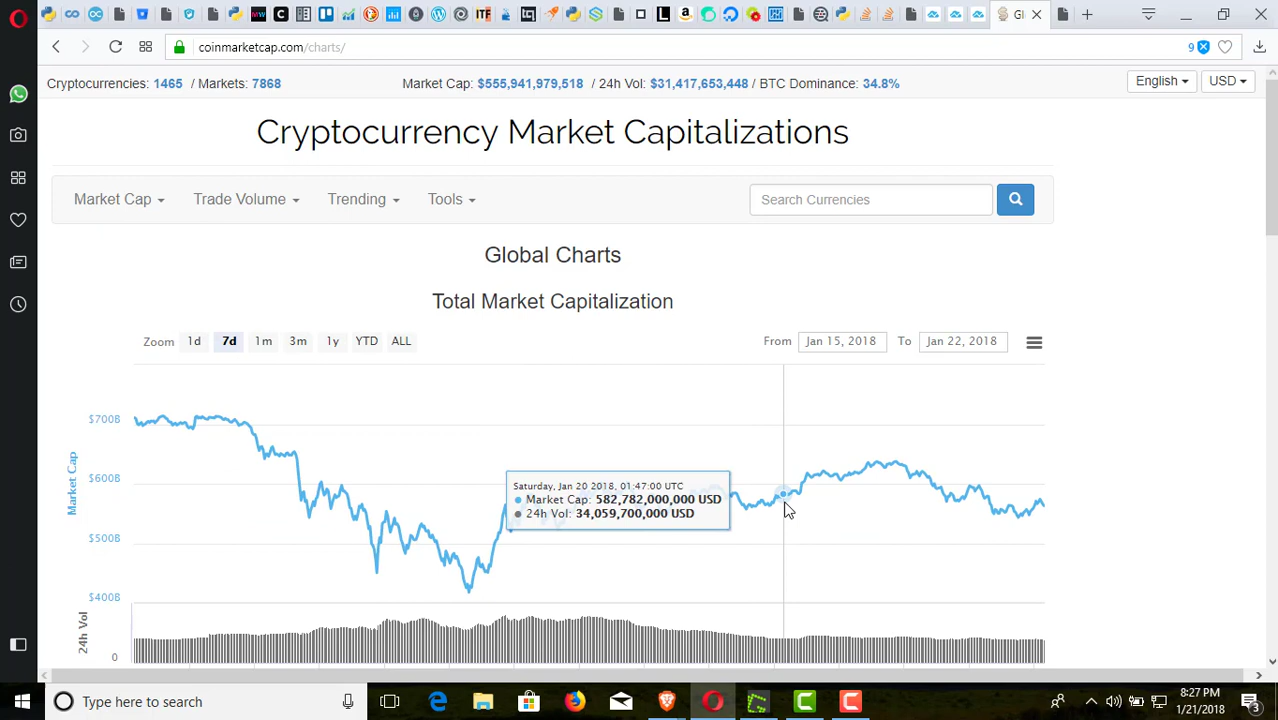 ITF
GI
coinmarketcap.com/charts/
9
Cryptocurrencies: 1465 / Markets: 7868
Market Cap: $555,941,979,518 / 24h Vol: $31,417,653,448 / BTC Dominance: 34.8%
English
USD
Cryptocurrency Market Capitalizations
Market Cap
Trade Volume
Trending
Tools
Search Currencies
Global Charts
Total Market Capitalization
Zoom 1d 7d 1m 3m 1y YTD ALL
From Jan 15, 2018 To Jan 22, 2018
$700B
$600B
$500B
$400B
Market Cap
24h Vol
0
Saturday, Jan 20 2018, 01:47:00 UTC
Market Cap: 582,782,000,000 USD
24h Vol: 34,059,700,000 USD
Type here to search
8:27 PM
1/21/2018
3